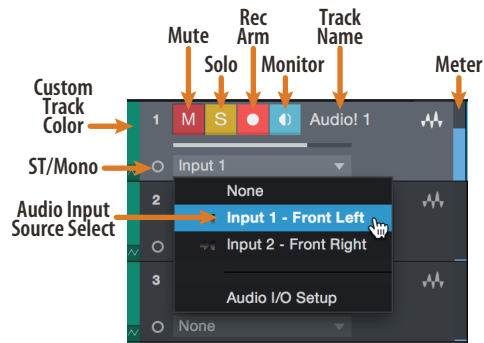 Mute
Solo
Rec
Arm
Monitor
Track
Name
Meter
Custom
Track
Color
1 M S Audio! 1
ST/Mono
Input 1
Audio Input
Source Select
2
None
Input 1 - Front Left
Input 2 - Front Right
3
Audio I/O Setup
None